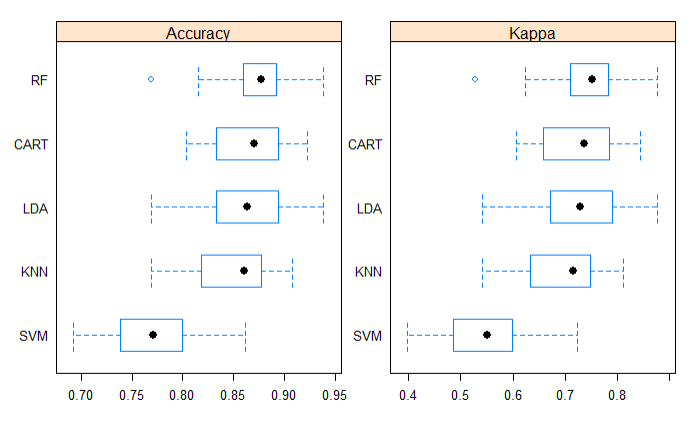 Accuracy
Kappa
RF
CART
LDA
KNN
SVM
0.70 0.75 0.80 0.85 0.90 0.95
RF
CART
LDA
KNN
SVM
0.4 0.5 0.6 0.7 0.8